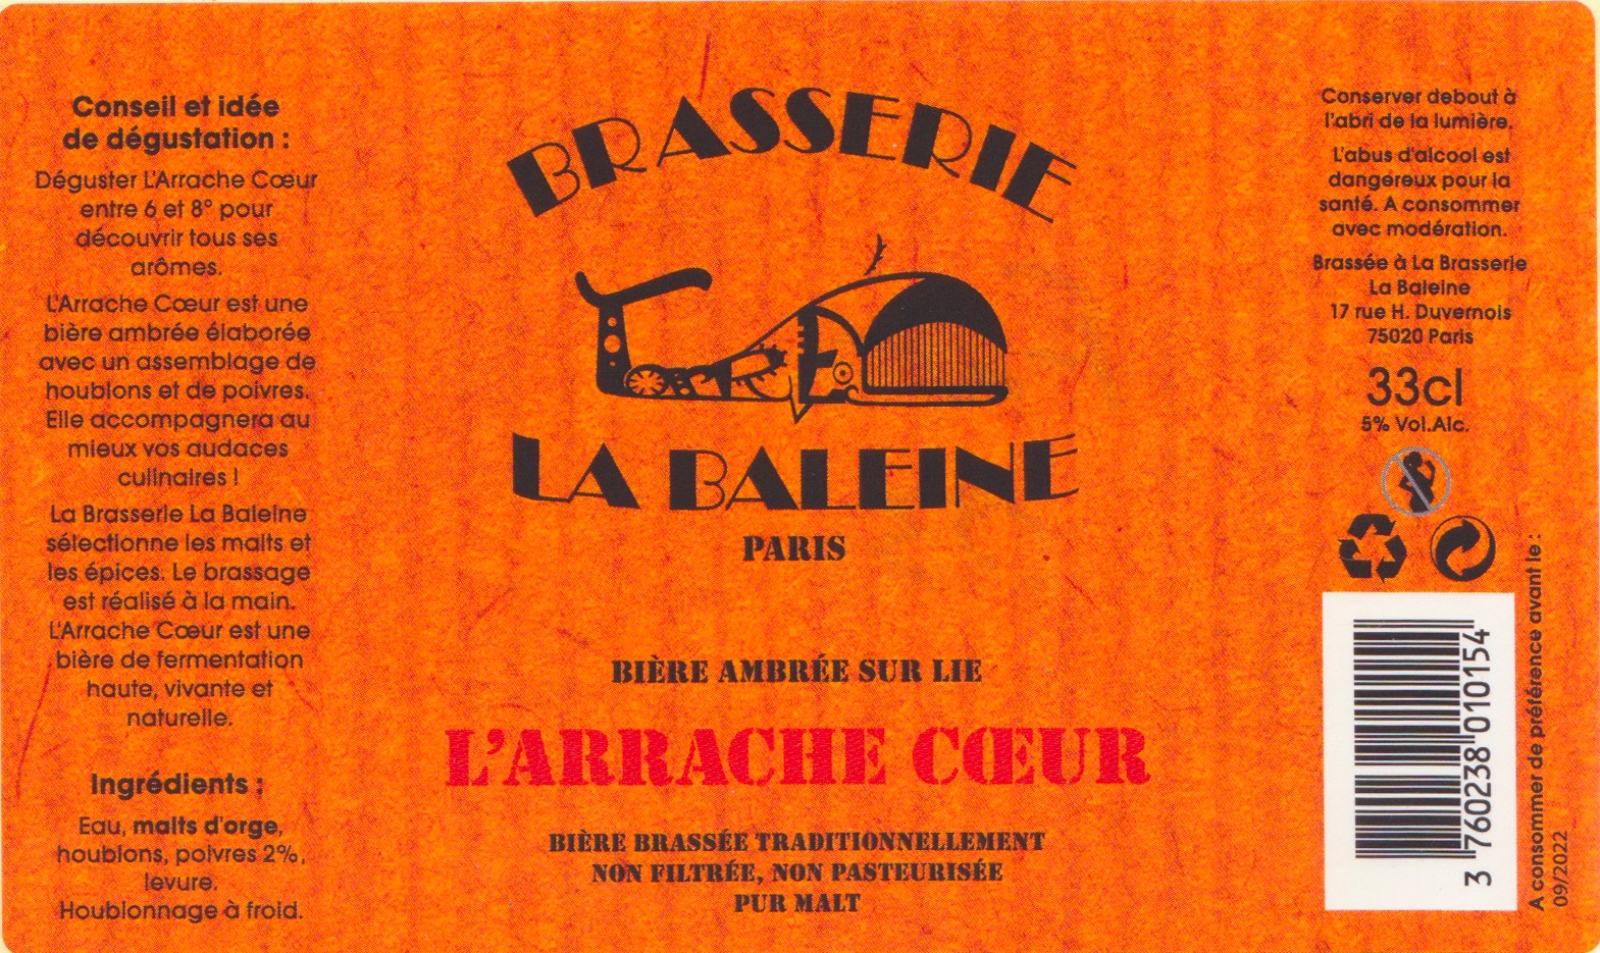 Conseil et idée
de dégustation :
Déguster L'Arrache Cœur
entre 6 et 8° pour
découvrir tous ses
arômes.
L'Arrache Cœur est une
bière ambrée élaborée
avec un assemblage de
houblons et de poivres.
Elle accompagnera au
mieux vos audaces
culinaires !
La Brasserie La Baleine
sélectionne les malts et
les épices. Le brassage
est réalisé à la main.
L'Arrache Cœur est une
bière de fermentation
haute, vivante et
naturelle.
Ingrédients :
Eau, malts d'orge,
houblons, poivres 2%,
levure.
Houblonnage à froid.
BRASSERIE
LA BALEINE
PARIS
BIÈRE AMBRÉE SUR LIE
L'ARRACHE CŒUR
BIÈRE BRASSÉE TRADITIONNELLEMENT
NON FILTRÉE, NON PASTEURISÉE
PUR MALT
Conserver debout à
l'abri de la lumière.
L'abus d'alcool est
dangereux pour la
santé. A consommer
avec modération.
Brassée à La Brasserie
La Baleine
17 rue H. Duvernois
75020 Paris
33cl
5% Vol.Alc.
3 760238 010154
A consommer de préférence avant le :
09/2022